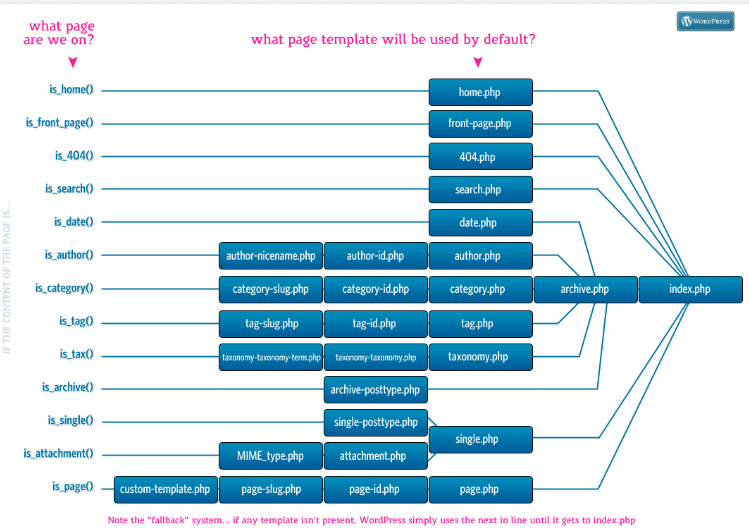 what page
are we on?
what page template will be used by default?
WORDPRESS
is_home() home.php
is_front_page() front-page.php
is_404() 404.php
is_search() search.php
is_date() date.php
is_author() author-nicename.php author-id.php author.php
is_category() category-slug.php category-id.php category.php archive.php index.php
is_tag() tag-slug.php tag-id.php tag.php
is_tax() taxonomy-taxonomy-term.php taxonomy-taxonomy.php taxonomy.php
is_archive() archive-posttype.php
is_single() single-posttype.php
single.php
is_attachment() MIME_type.php attachment.php
is_page() custom-template.php page-slug.php page-id.php page.php
IF THE CONTENT OF THE PAGE IS...
Note the "fallback" system... if any template isn't present, WordPress simply uses the next in line until it gets to index.php